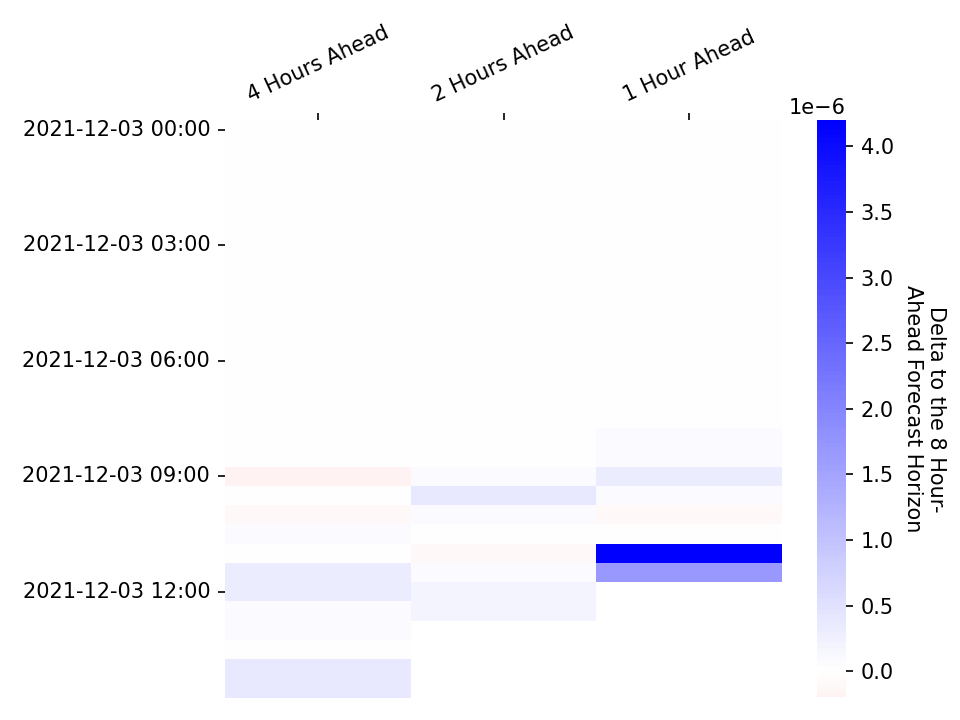 4 Hours Ahead
2 Hours Ahead
1 Hour Ahead
1e−6
2021-12-03 00:00
2021-12-03 03:00
2021-12-03 06:00
2021-12-03 09:00
2021-12-03 12:00
4.0
3.5
3.0
2.5
2.0
1.5
1.0
0.5
0.0
Delta to the 8 Hour-
Ahead Forecast Horizon